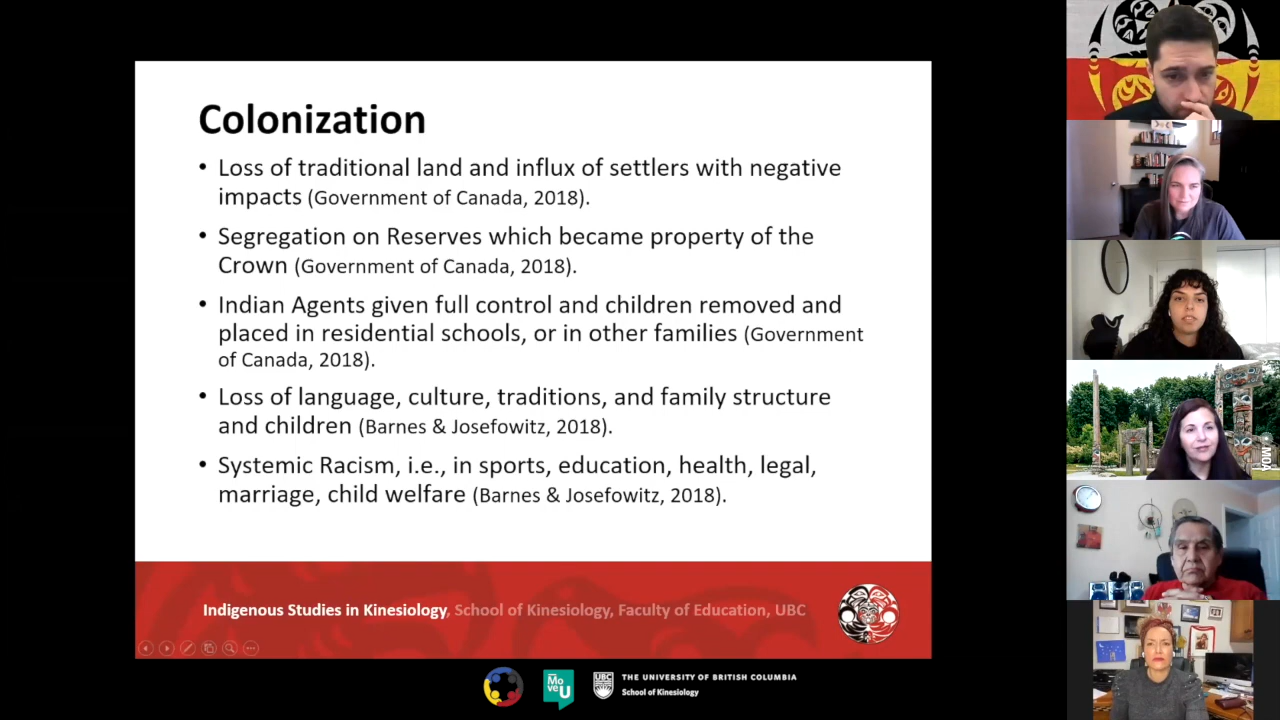 Colonization
• Loss of traditional land and influx of settlers with negative
impacts (Government of Canada, 2018).
• Segregation on Reserves which became property of the
Crown (Government of Canada, 2018).
• Indian Agents given full control and children removed and
placed in residential schools, or in other families (Government
of Canada, 2018).
• Loss of language, culture, traditions, and family structure
and children (Barnes & Josefowitz, 2018).
• Systemic Racism, i.e., in sports, education, health, legal,
marriage, child welfare (Barnes & Josefowitz, 2018).
Indigenous Studies in Kinesiology, School of Kinesiology, Faculty of Education, UBC
Move U
UBC
THE UNIVERSITY OF BRITISH COLUMBIA
School of Kinesiology
MOA